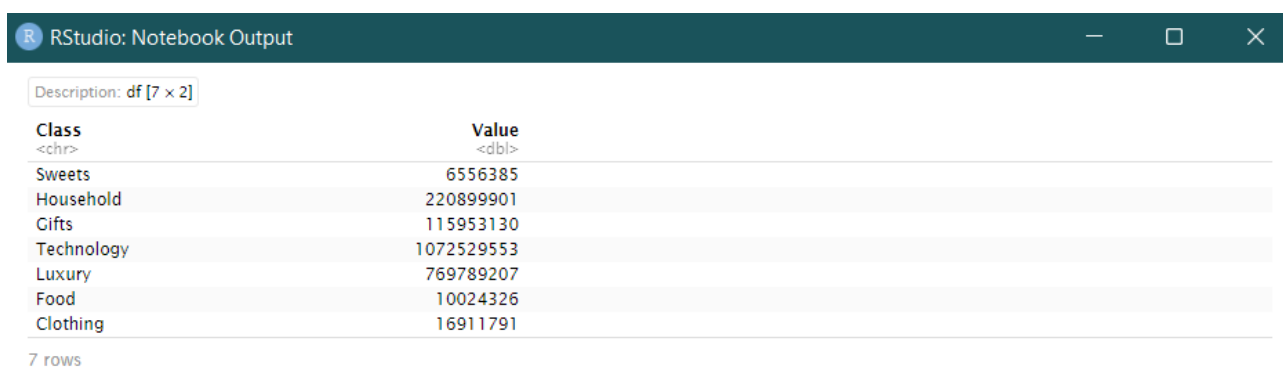 R RStudio: Notebook Output
Description: df [7 × 2]
Class Value
<chr> <dbl>
Sweets 6556385
Household 220899901
Gifts 115953130
Technology 1072529553
Luxury 769789207
Food 10024326
Clothing 16911791
7 rows